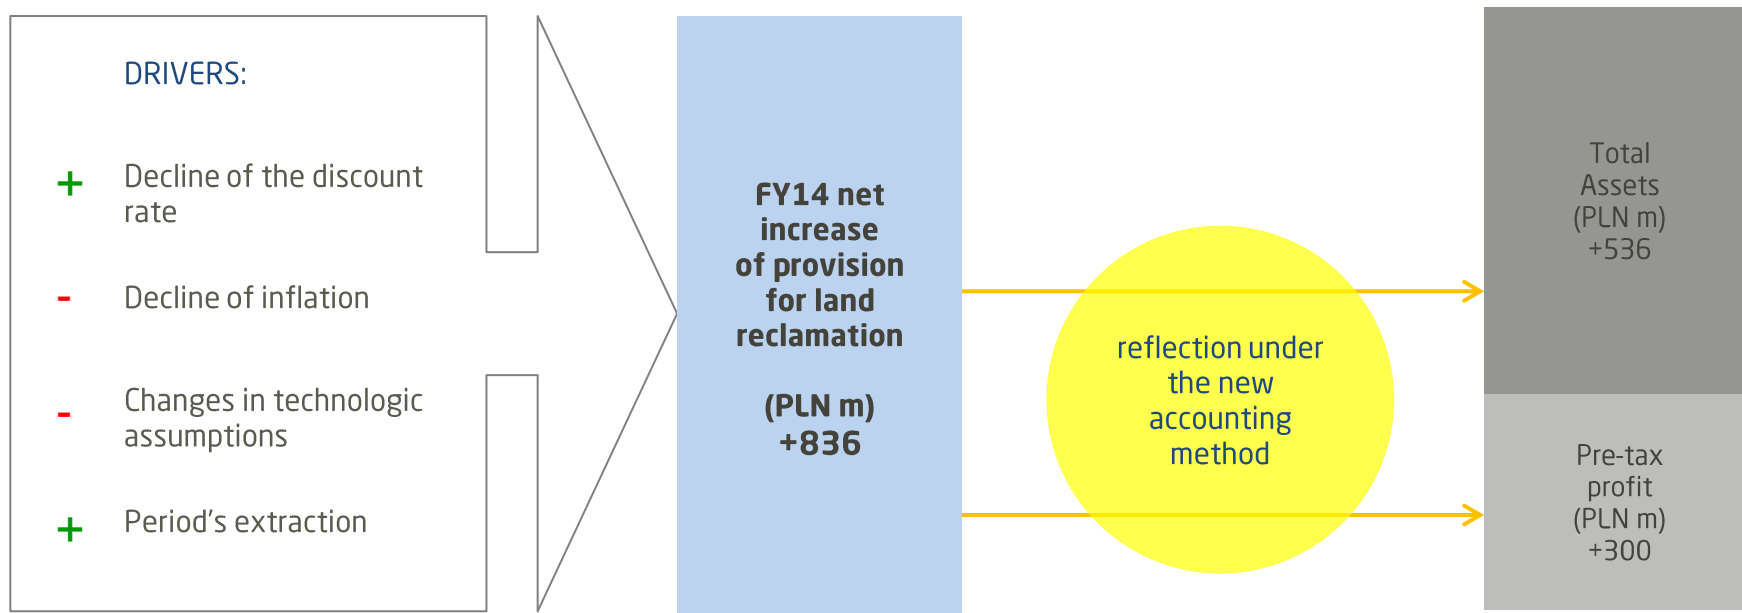 DRIVERS:
+ Decline of the discount
rate
- Decline of inflation
- Changes in technologic
assumptions
+ Period's extraction
FY14 net
increase
of provision
for land
reclamation
(PLN m)
+836
reflection under
the new
accounting
method
Total
Assets
(PLN m)
+536
Pre-tax
profit
(PLN m)
+300